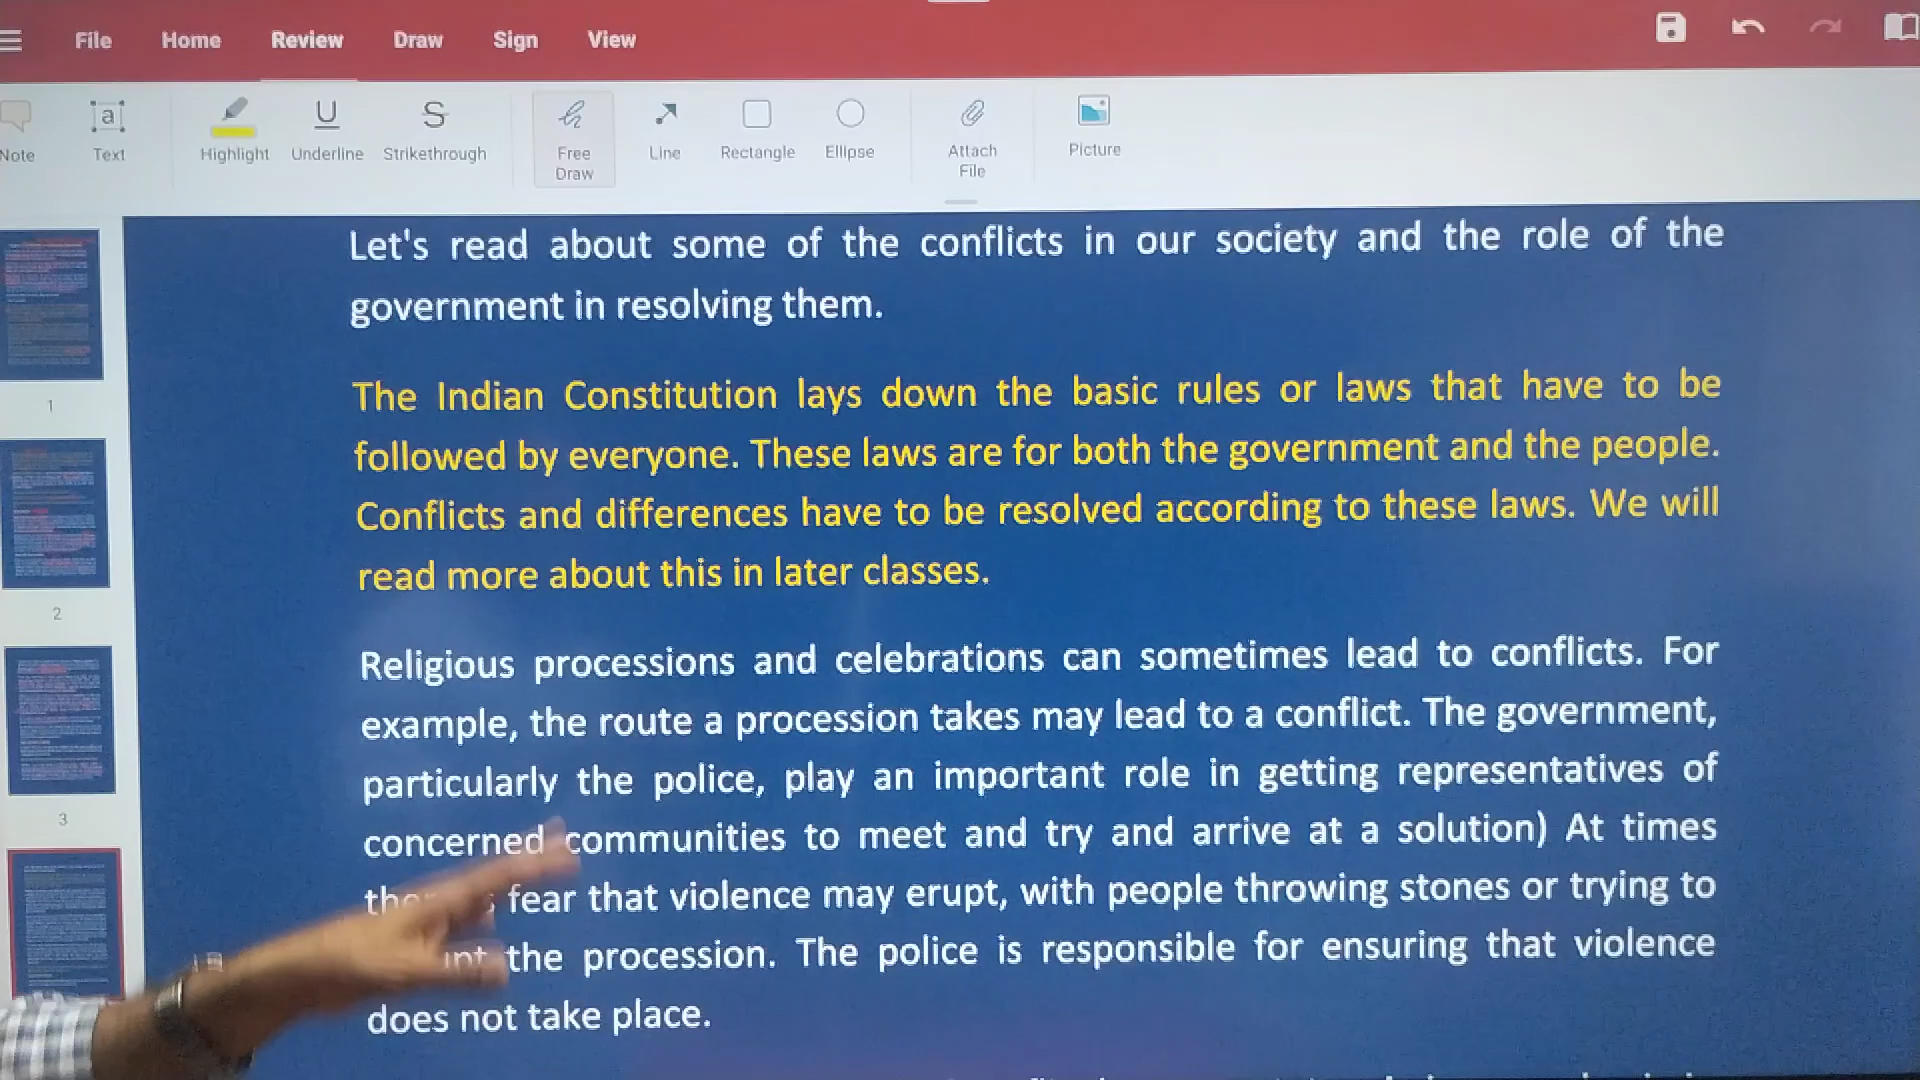 File Home Review Draw Sign View
Note Text Highlight Underline Strikethrough Free Draw Line Rectangle Ellipse Attach File Picture
Let's read about some of the conflicts in our society and the role of the
government in resolving them.
The Indian Constitution lays down the basic rules or laws that have to be
followed by everyone. These laws are for both the government and the people.
Conflicts and differences have to be resolved according to these laws. We will
read more about this in later classes.
Religious processions and celebrations can sometimes lead to conflicts. For
example, the route a procession takes may lead to a conflict. The government,
particularly the police, play an important role in getting representatives of
concerned communities to meet and try and arrive at a solution) At times
fear that violence may erupt, with people throwing stones or trying to
the procession. The police is responsible for ensuring that violence
does not take place.
1
2
3